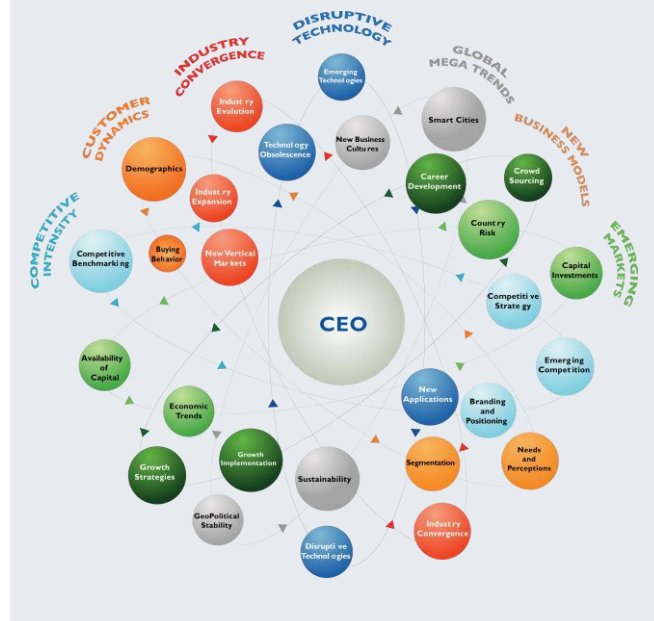 DISRUPTIVE
TECHNOLOGY
INDUSTRY
CONVERGENCE
GLOBAL
MEGA TRENDS
CUSTOMER
DYNAMICS
NEW
BUSINESS MODELS
COMPETITIVE
INTENSITY
EMERGING
MARKETS
Emerging
Technologies
Industry
Evolution
Smart Cities
Technology
Obsolescence
New Business
Cultures
Demographics
Career
Development
Crowd
Sourcing
Industry
Expansion
Country
Risk
Competitive
Benchmarking
Buying
Behavior
New Vertical
Markets
Capital
Investments
Competitive
Strategy
CEO
Availability
of
Capital
Emerging
Competition
New
Applications
Economic
Trends
Branding
and
Positioning
Growth
Strategies
Growth
Implementation
Sustainability
Segmentation
Needs
and
Perceptions
GeoPolitical
Stability
Industry
Convergence
Disruptive
Technologies